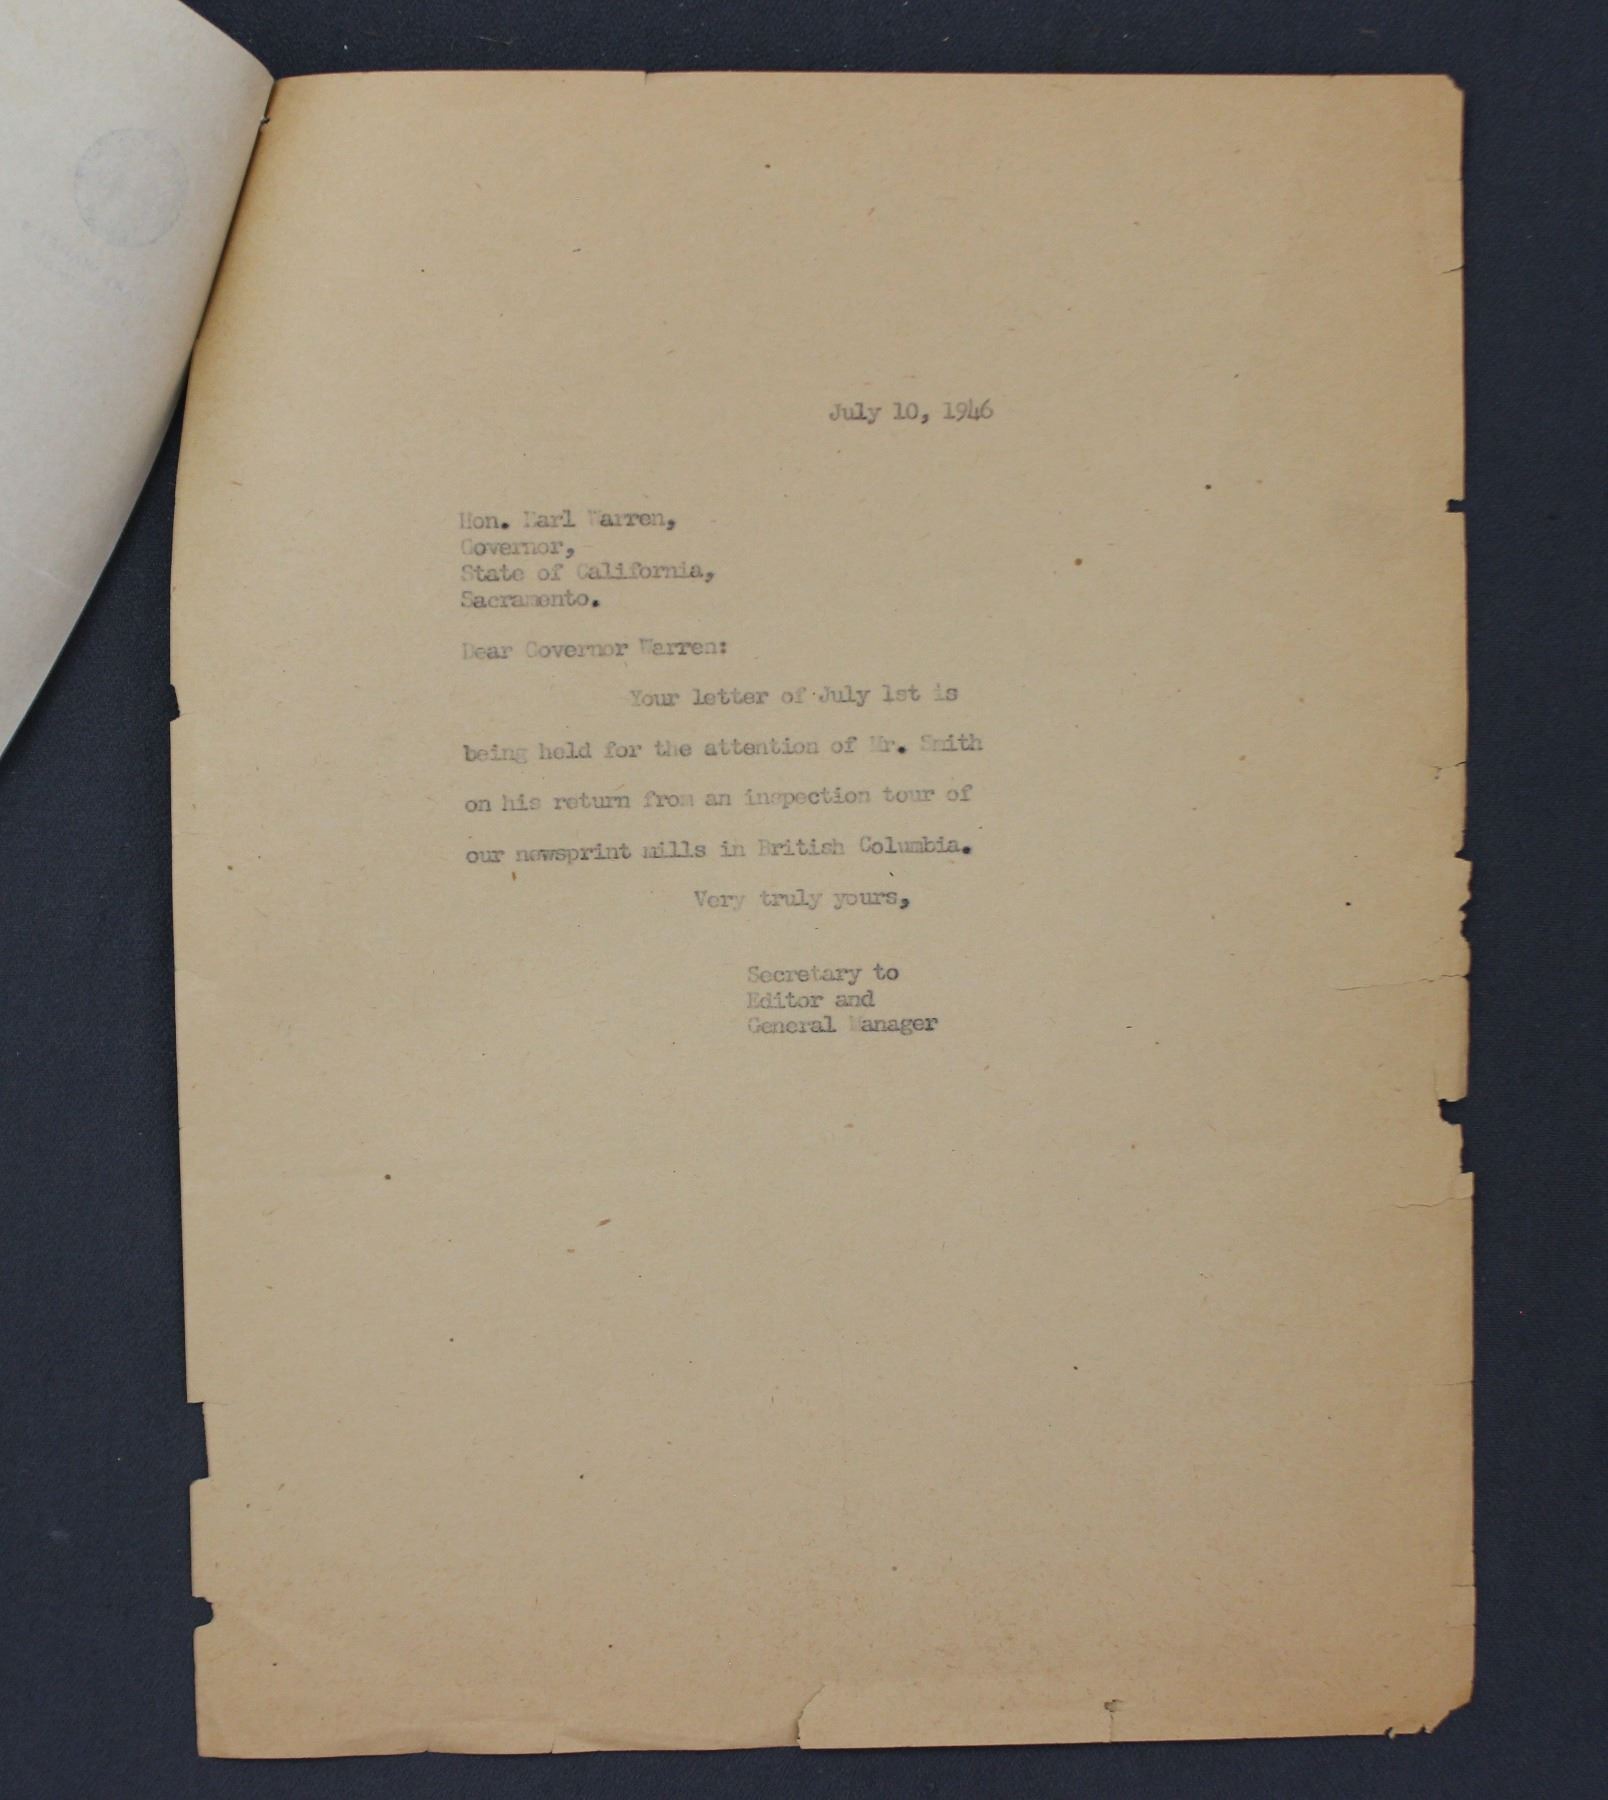 July 10, 1946
Hon. Earl Warren,
Governor,
State of California,
Sacramento.
Dear Governor Warren:
Your letter of July 1st is
being held for the attention of Mr. Smith
on his return from an inspection tour of
our newsprint mills in British Columbia.
Very truly yours,
Secretary to
Editor and
General Manager